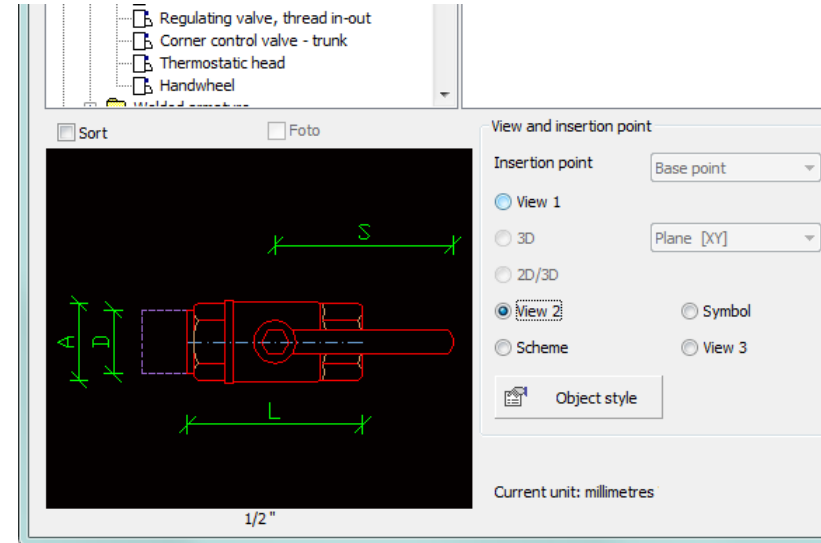 Regulating valve, thread in-out
Corner control valve - trunk
Thermostatic head
Handwheel
Welded armature
Sort
Foto
View and insertion point
Insertion point
Base point
View 1
3D
Plane [XY]
2D/3D
View 2
Symbol
Scheme
View 3
Object style
Current unit: millimetres
S
A
D
L
1/2"